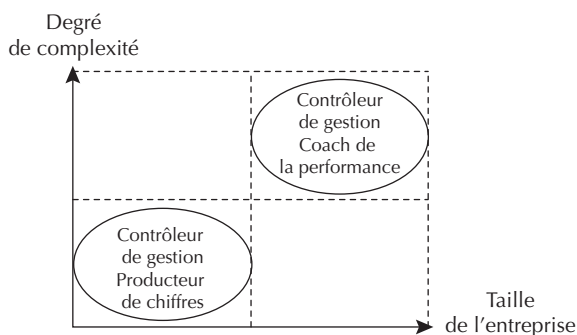 Degré
de complexité
Contrôleur
de gestion
Coach de
la performance
Contrôleur
de gestion
Producteur
de chiffres
Taille
de l'entreprise